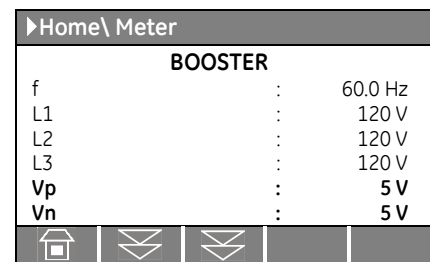 Home\ Meter
BOOSTER
f : 60.0 Hz
L1 : 120 V
L2 : 120 V
L3 : 120 V
Vp : 5 V
Vn : 5 V